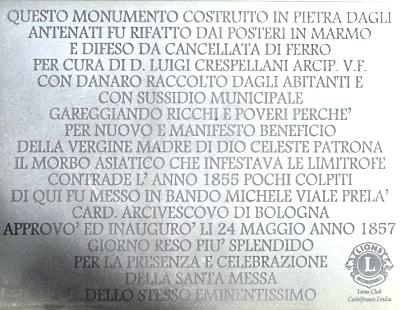 QUESTO MONUMENTO COSTRUITO IN PIETRA DAGLI
ANTENATI FU RIFATTO DAI POSTERI IN MARMO
E DIFESO DA CANCELLATA DI FERRO
PER CURA DI D. LUIGI CRESPELLANI ARCIP. V.F.
CON DANARO RACCOLTO DAGLI ABITANTI E
CON SUSSIDIO MUNICIPALE
GAREGGIANDO RICCHI E POVERI PERCHE'
PER NUOVO E MANIFESTO BENEFICIO
DELLA VERGINE MADRE DI DIO CELESTE PATRONA
IL MORBO ASIATICO CHE INFESTAVA LE LIMITROFE
CONTRADE L' ANNO 1855 POCHI COLPITI
DI QUI FU MESSO IN BANDO MICHELE VIALE PRELA'
CARD. ARCIVESCOVO DI BOLOGNA
APPROVO' ED INAUGURO' LI 24 MAGGIO ANNO 1857
GIORNO RESO PIU' SPLENDIDO
PER LA PRESENZA E CELEBRAZIONE
DELLA SANTA MESSA
DELLO STESSO EMINENTISSIMO
LIONS
L
INTERNATIONAL
Lions Club
Castelfranco Emilia